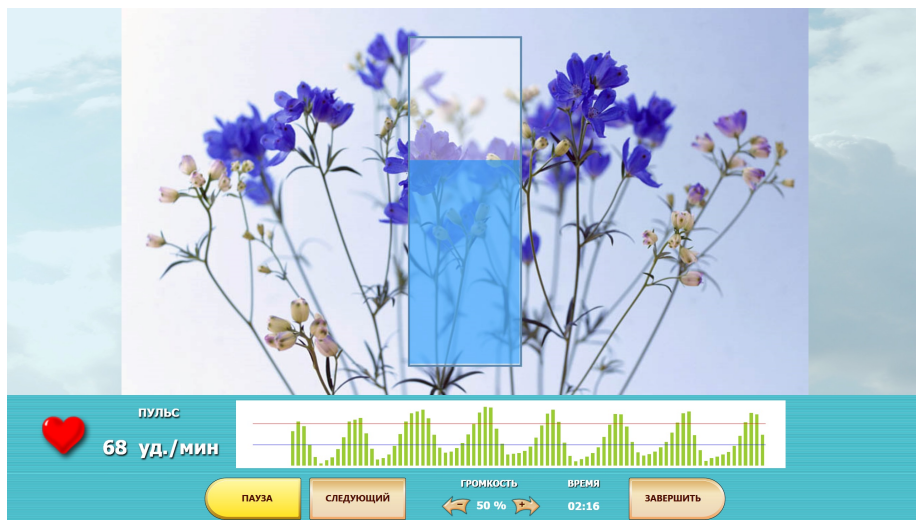 ПУЛЬС
68 уд./мин
ПАУЗА
СЛЕДУЮЩИЙ
ГРОМКОСТЬ
− 50 % +
ВРЕМЯ
02:16
ЗАВЕРШИТЬ